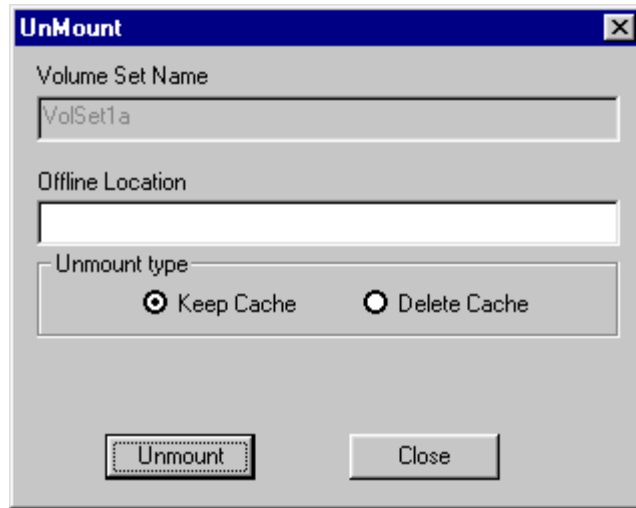 UnMount
Volume Set Name
VolSet1a
Offline Location
Unmount type
Keep Cache Delete Cache
Unmount Close